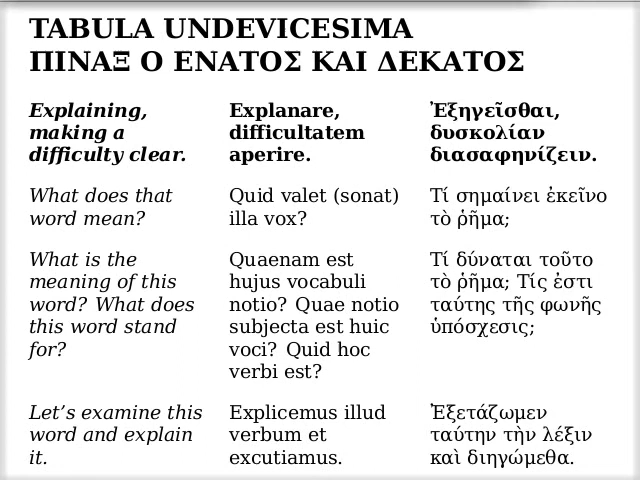 TABULA UNDEVICESIMA
ΠΙΝΑΞ Ο ΕΝΑΤΟΣ ΚΑΙ ΔΕΚΑΤΟΣ
Explaining,
making a
difficulty clear.
Explanare,
difficultatem
aperire.
Ἐξηγεῖσθαι,
δυσκολίαν
διασαφηνίζειν.
What does that
word mean?
Quid valet (sonat)
illa vox?
Τί σημαίνει ἐκεῖνο
τὸ ῥῆμα;
What is the
meaning of this
word? What does
this word stand
for?
Quaenam est
hujus vocabuli
notio? Quae notio
subjecta est huic
voci? Quid hoc
verbi est?
Τί δύναται τοῦτο
τὸ ῥῆμα; Τίς ἐστι
ταύτης τῆς φωνῆς
ὑπόσχεσις;
Let’s examine this
word and explain
it.
Explicemus illud
verbum et
excutiamus.
Ἐξετάζωμεν
ταύτην τὴν λέξιν
καὶ διηγώμεθα.